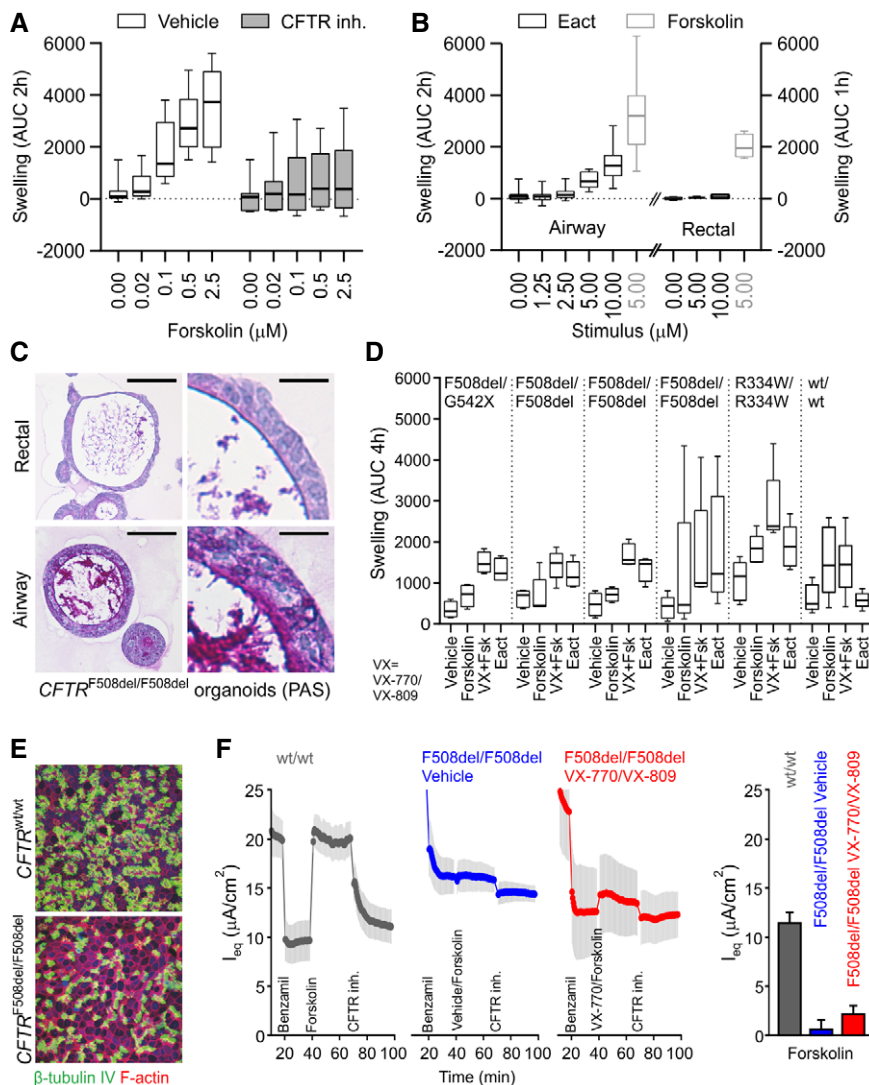 A
Vehicle CFTR inh.
Swelling (AUC 2h)
6000
4000
2000
0
-2000
0.00 0.02 0.1 0.5 2.5 0.00 0.02 0.1 0.5 2.5
Forskolin (μM)
B
Eact Forskolin
Swelling (AUC 2h)
6000
4000
2000
0
-2000
Airway Rectal
6000
4000
2000
0
-2000
Swelling (AUC 1h)
0.00 1.25 2.50 5.00 10.00 5.00 0.00 5.00 10.00 5.00
Stimulus (μM)
C
Rectal
Airway
CFTR^F508del/F508del organoids (PAS)
D
F508del/ F508del/ F508del/ F508del/ R334W/ wt/
G542X F508del F508del F508del R334W wt
Swelling (AUC 4h)
6000
5000
4000
3000
2000
1000
0
Vehicle Forskolin VX+Fsk Eact Vehicle Forskolin VX+Fsk Eact Vehicle Forskolin VX+Fsk Eact Vehicle Forskolin VX+Fsk Eact Vehicle Forskolin VX+Fsk Eact Vehicle Forskolin VX+Fsk Eact
VX=
VX-770/
VX-809
E
CFTR^wt/wt
CFTR^F508del/F508del
β-tubulin IV F-actin
F
wt/wt
F508del/F508del
Vehicle
F508del/F508del
VX-770/VX-809
I_eq (μA/cm²)
25
20
15
10
5
0
Benzamil Forskolin CFTR inh.
Benzamil Vehicle/Forskolin CFTR inh.
Benzamil VX-770/Forskolin CFTR inh.
20 40 60 80 100 20 40 60 80 100 20 40 60 80 100
Time (min)
wt/wt
F508del/F508del Vehicle
F508del/F508del VX-770/VX-809
I_eq (μA/cm²)
25
20
15
10
5
0
Forskolin